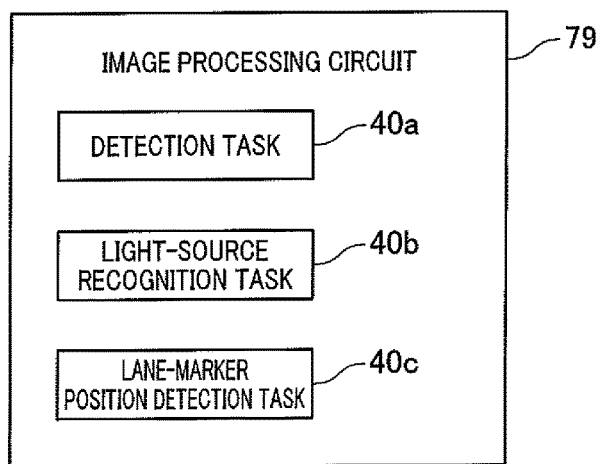 IMAGE PROCESSING CIRCUIT
79
DETECTION TASK
40a
LIGHT-SOURCE
RECOGNITION TASK
40b
LANE-MARKER
POSITION DETECTION TASK
40c